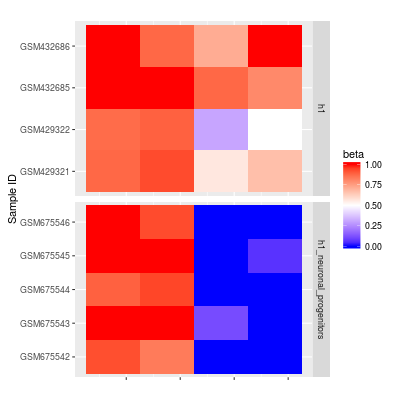 GSM432686
GSM432685
GSM429322
GSM429321
h1
GSM675546
GSM675545
GSM675544
GSM675543
GSM675542
h1_neuronal_progenitors
Sample ID
beta
1.00
0.75
0.50
0.25
0.00